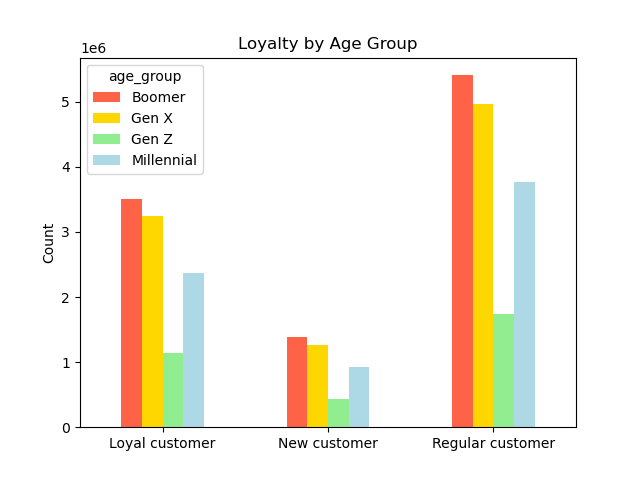 Loyalty by Age Group
1e6
age_group
Boomer
Gen X
Gen Z
Millennial
5
4
3
2
1
0
Count
Loyal customer
New customer
Regular customer